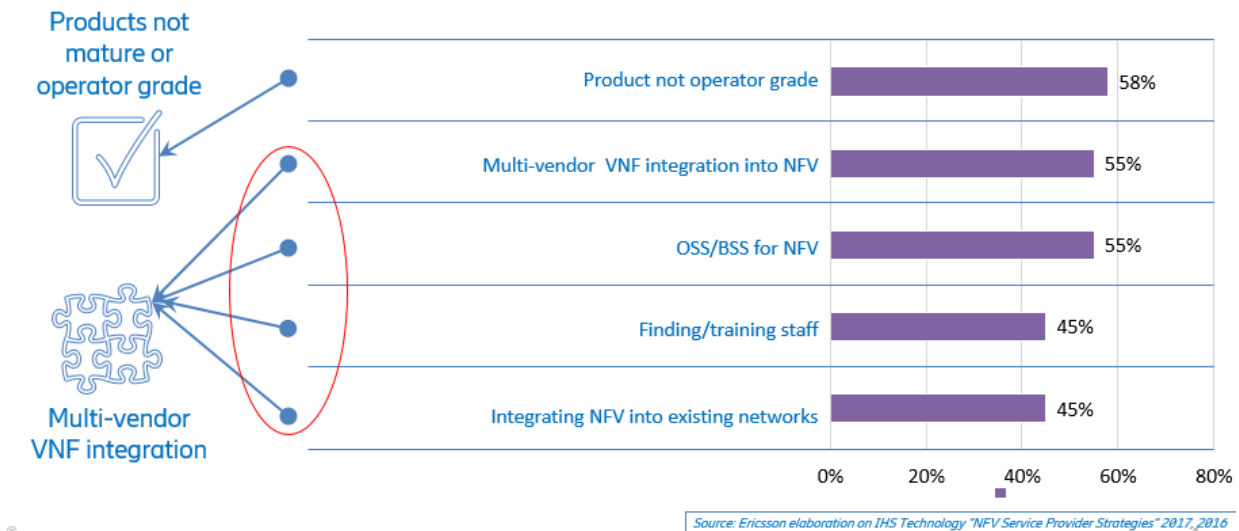 Products not
mature or
operator grade
Multi-vendor
VNF integration
Product not operator grade
58%
Multi-vendor VNF integration into NFV
55%
OSS/BSS for NFV
55%
Finding/training staff
45%
Integrating NFV into existing networks
45%
0% 20% 40% 60% 80%
Source: Ericsson elaboration on IHS Technology "NFV Service Provider Strategies" 2017, 2016